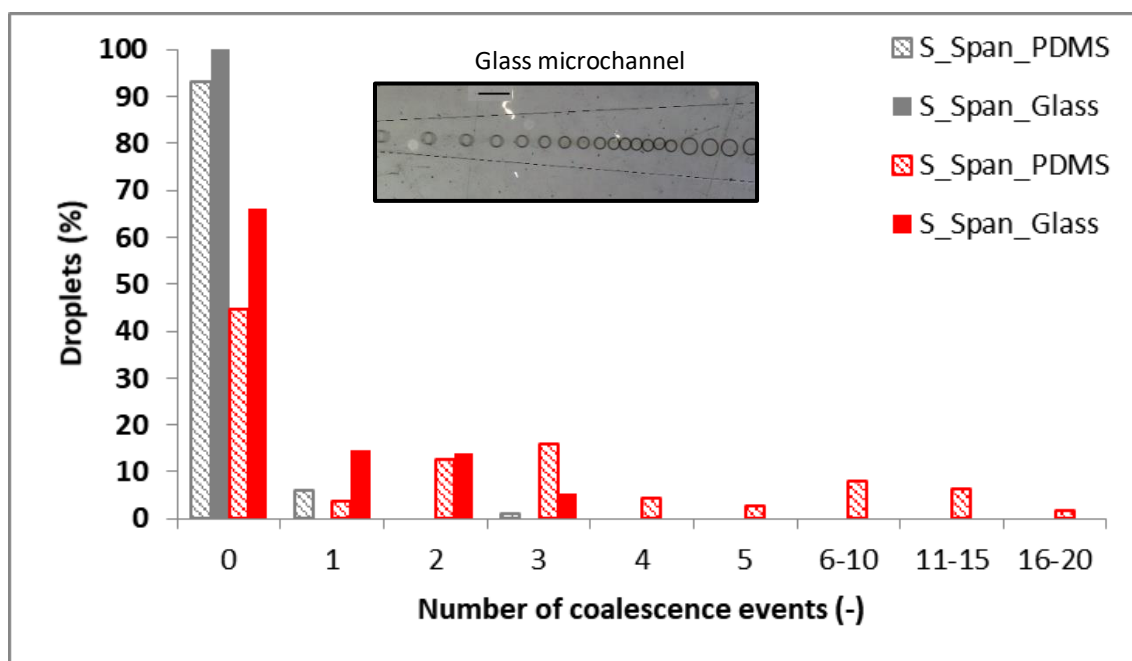 Glass microchannel
S_Span_PDMS
S_Span_Glass
S_Span_PDMS
S_Span_Glass
100
90
80
70
60
50
40
30
20
10
0
Droplets (%)
0 1 2 3 4 5 6-10 11-15 16-20
Number of coalescence events (-)